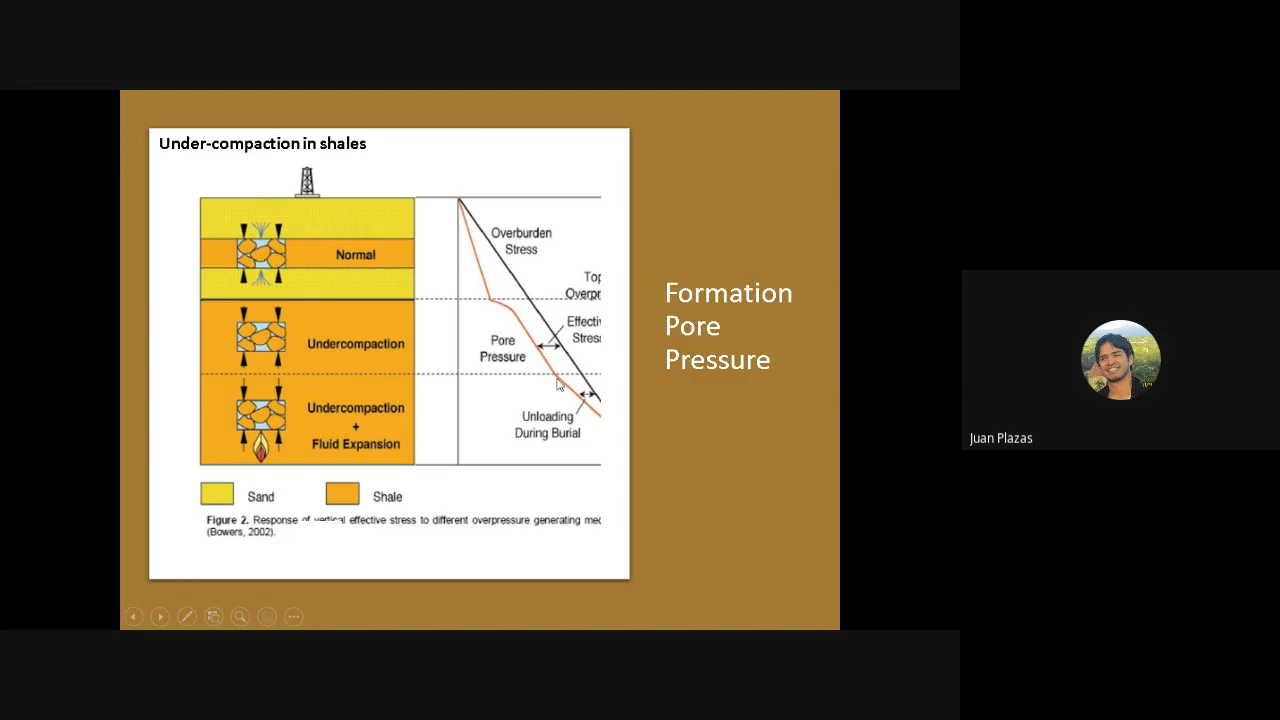 Under-compaction in shales
Normal
Undercompaction
Undercompaction
+
Fluid Expansion
Overburden
Stress
Top
Overpr
Effectiv
Stress
Pore
Pressure
Unloading
During Burial
Sand
Shale
Figure 2. Response of vertical effective stress to different overpressure generating mec
(Bowers, 2002).
Formation
Pore
Pressure
Juan Plazas